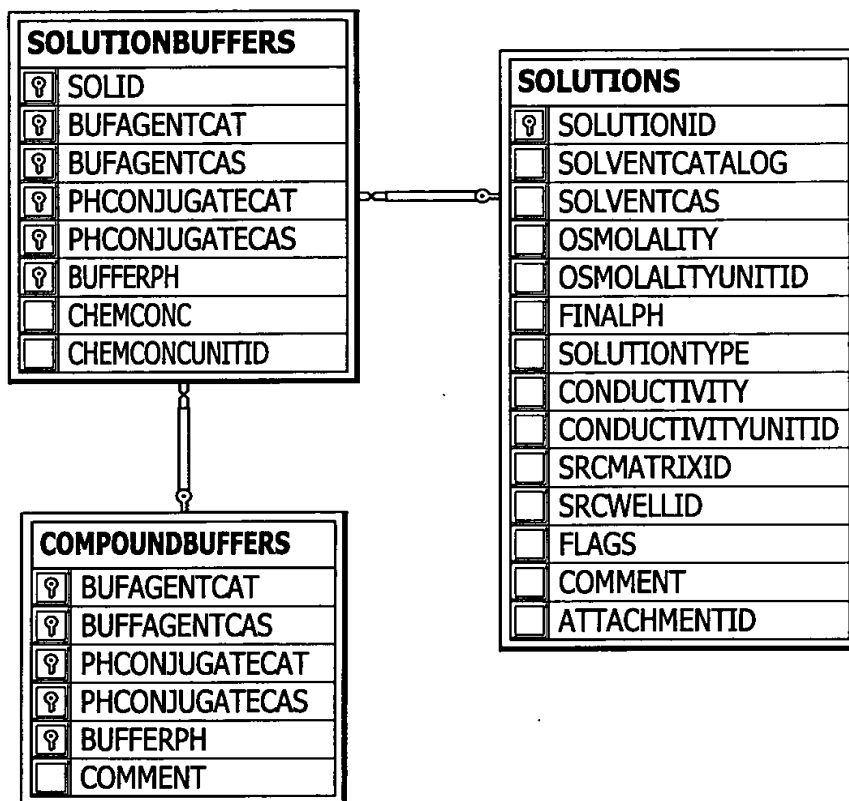 SOLUTIONBUFFERS
SOLID
BUFAGENTCAT
BUFAGENTCAS
PHCONJUGATECAT
PHCONJUGATECAS
BUFFERPH
CHEMCONC
CHEMCONCUNITID
SOLUTIONS
SOLUTIONID
SOLVENTCATALOG
SOLVENTCAS
OSMOLALITY
OSMOLALITYUNITID
FINALPH
SOLUTIONTYPE
CONDUCTIVITY
CONDUCTIVITYUNITID
SRCMATRIXID
SRCWELLID
FLAGS
COMMENT
ATTACHMENTID
COMPOUNDBUFFERS
BUFAGENTCAT
BUFFAGENTCAS
PHCONJUGATECAT
PHCONJUGATECAS
BUFFERPH
COMMENT